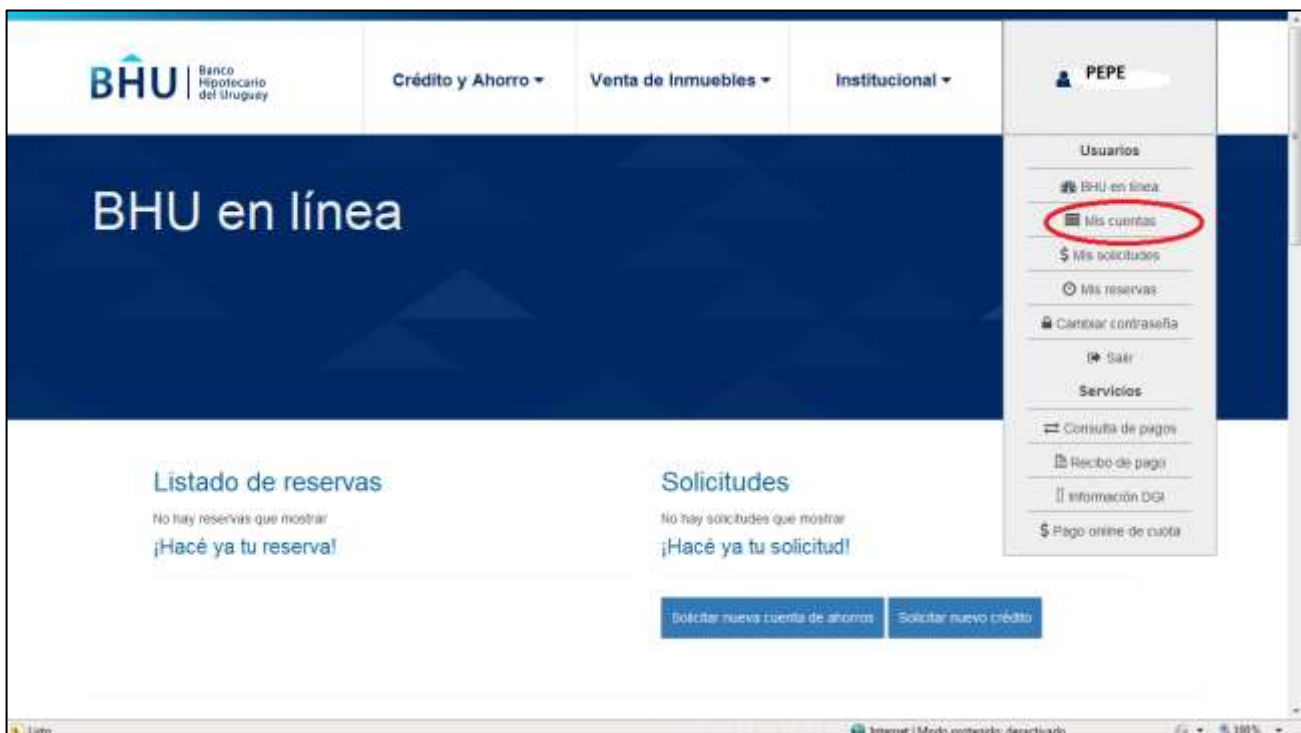 BHU
Banco
Hipotecario
del Uruguay
Crédito y Ahorro
Venta de Inmuebles
Institucional
PEPE
Usuarios
BHU en línea
Mis cuentas
$ Mis solicitudes
Mis reservas
Cambiar contraseña
Salir
Servicios
Consulta de pagos
Recibo de pago
Información DGI
$ Pago online de cuota
BHU en línea
Listado de reservas
No hay reservas que mostrar
¡Hacé ya tu reserva!
Solicitudes
No hay solicitudes que mostrar
¡Hacé ya tu solicitud!
Solicitar nueva cuenta de ahorros
Solicitar nuevo crédito
Listo
Internet | Modo protegido: desactivado
100%